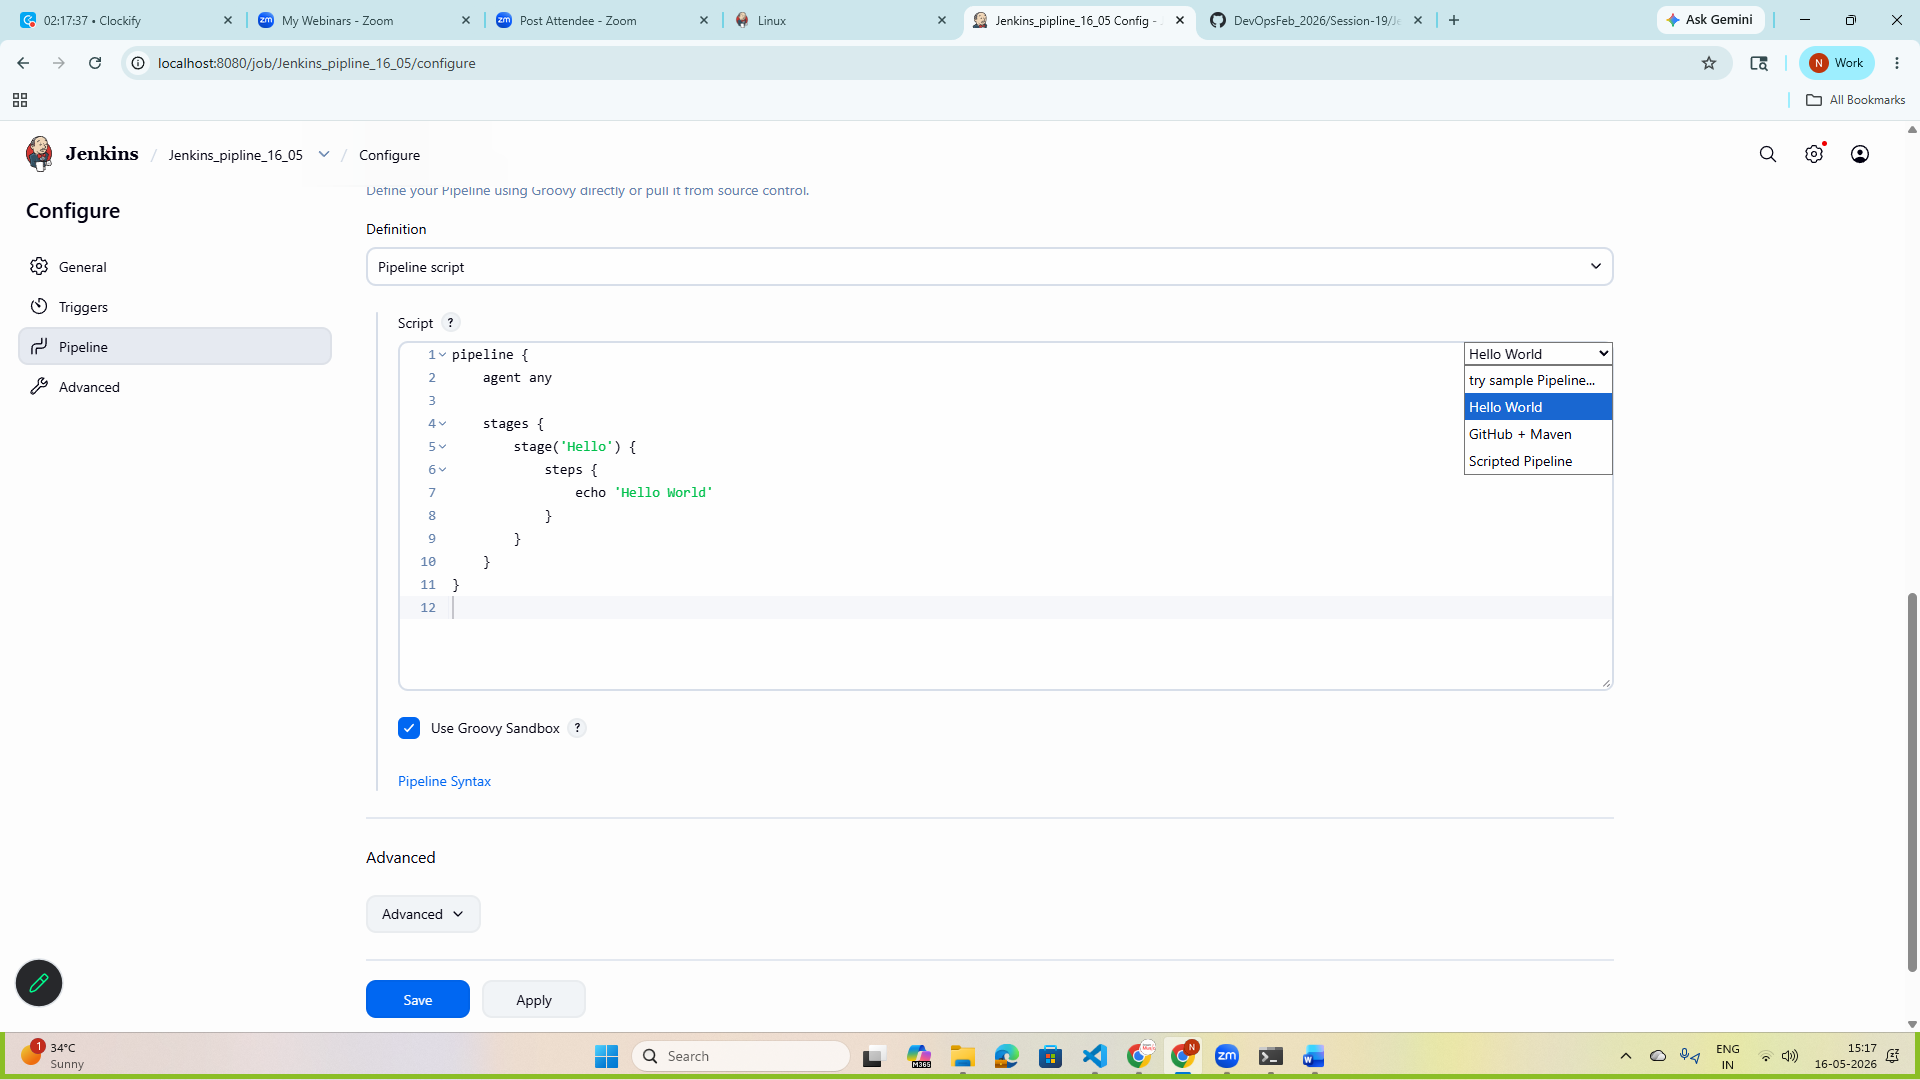 02:17:37 • Clockify
My Webinars - Zoom
Post Attendee - Zoom
Linux
Jenkins_pipline_16_05 Config -
DevOpsFeb_2026/Session-19/Je
Ask Gemini
localhost:8080/job/Jenkins_pipline_16_05/configure
N Work
All Bookmarks
Jenkins / Jenkins_pipline_16_05 / Configure
Configure
General
Triggers
Pipeline
Advanced
Define your Pipeline using Groovy directly or pull it from source control.
Definition
Pipeline script
Script ?
1 pipeline {
2     agent any
3
4     stages {
5         stage('Hello') {
6             steps {
7                 echo 'Hello World'
8             }
9         }
10     }
11 }
12
Hello World
try sample Pipeline...
Hello World
GitHub + Maven
Scripted Pipeline
Use Groovy Sandbox ?
Pipeline Syntax
Advanced
Advanced
Save
Apply
1
34°C
Sunny
Search
M365
N
zm
W
ENG
IN
15:17
16-05-2026